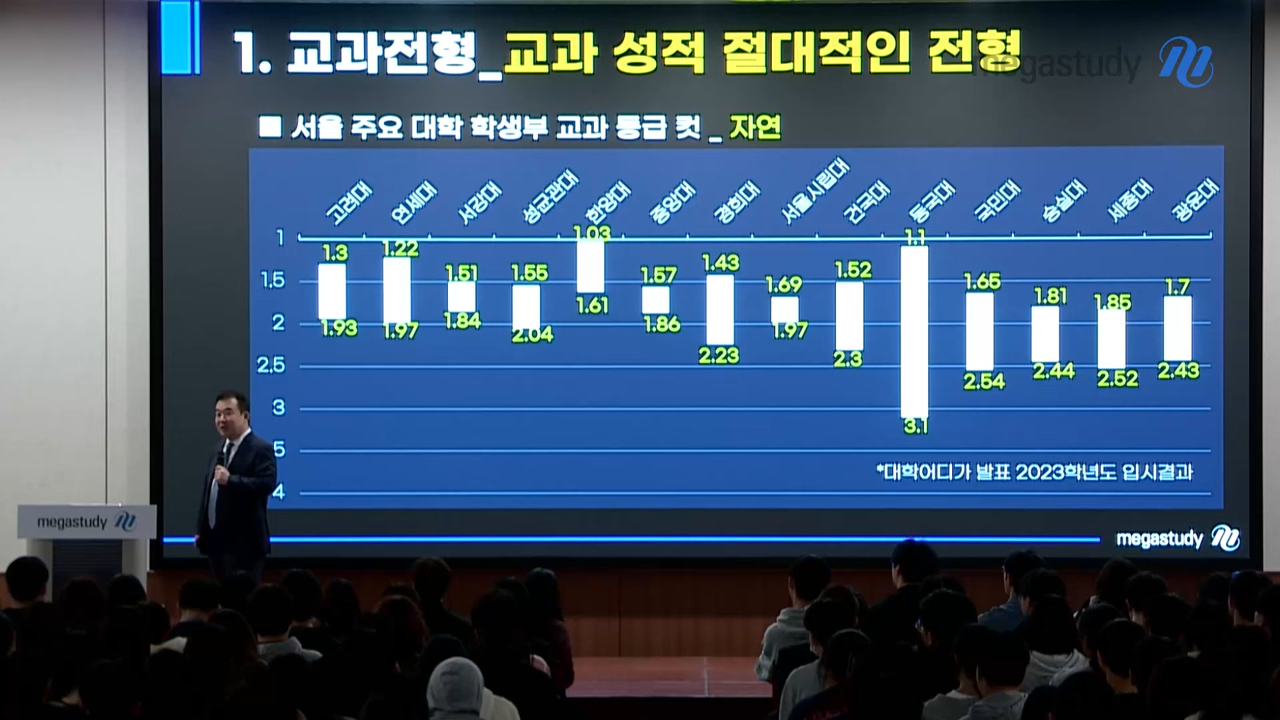 1. 교과전형_교과 성적 절대적인 전형
megastudy
■ 서울 주요 대학 학생부 교과 등급 컷 _ 자연
고려대 연세대 서강대 성균관대 한양대 중앙대 경희대 서울시립대 건국대 동국대 국민대 숭실대 세종대 광운대
1
1.5
2
2.5
3
5
4
1.3 1.22 1.51 1.55 1.03 1.57 1.43 1.69 1.52 1.1 1.65 1.81 1.85 1.7
1.93 1.97 1.84 2.04 1.61 1.86 2.23 1.97 2.3 3.1 2.54 2.44 2.52 2.43
*대학어디가 발표 2023학년도 입시결과
megastudy
megastudy